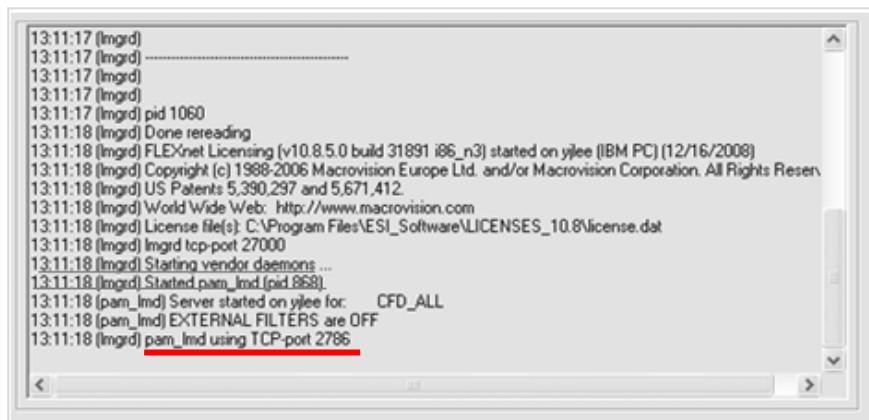 13:11:17 (lmgrd)
13:11:17 (lmgrd) -----------------------------------------------
13:11:17 (lmgrd)
13:11:17 (lmgrd)
13:11:17 (lmgrd) pid 1060
13:11:18 (lmgrd) Done rereading
13:11:18 (lmgrd) FLEXnet Licensing (v10.8.5.0 build 31891 i86_n3) started on yjlee (IBM PC) (12/16/2008)
13:11:18 (lmgrd) Copyright (c) 1988-2006 Macrovision Europe Ltd. and/or Macrovision Corporation. All Rights Reserv
13:11:18 (lmgrd) US Patents 5,390,297 and 5,671,412.
13:11:18 (lmgrd) World Wide Web:  http://www.macrovision.com
13:11:18 (lmgrd) License file(s): C:\Program Files\ESI_Software\LICENSES_10.8\license.dat
13:11:18 (lmgrd) lmgrd tcp-port 27000
13:11:18 (lmgrd) Starting vendor daemons ...
13:11:18 (lmgrd) Started pam_lmd (pid 868)
13:11:18 (pam_lmd) Server started on yjlee for:      CFD_ALL
13:11:18 (pam_lmd) EXTERNAL FILTERS are OFF
13:11:18 (lmgrd) pam_lmd using TCP-port 2786